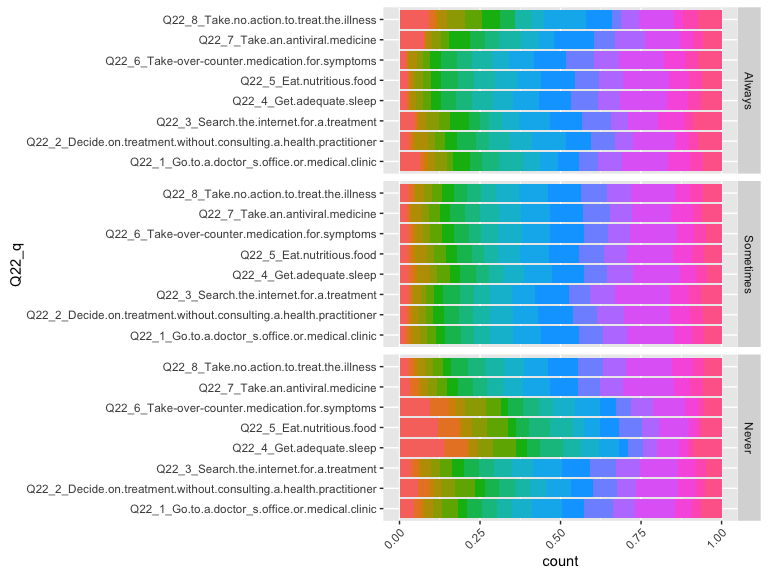 Q22_8_Take.no.action.to.treat.the.illness
Q22_7_Take.an.antiviral.medicine
Q22_6_Take-over-counter.medication.for.symptoms
Q22_5_Eat.nutritious.food
Q22_4_Get.adequate.sleep
Q22_3_Search.the.internet.for.a.treatment
Q22_2_Decide.on.treatment.without.consulting.a.health.practitioner
Q22_1_Go.to.a.doctor_s.office.or.medical.clinic
Always
Q22_8_Take.no.action.to.treat.the.illness
Q22_7_Take.an.antiviral.medicine
Q22_6_Take-over-counter.medication.for.symptoms
Q22_5_Eat.nutritious.food
Q22_4_Get.adequate.sleep
Q22_3_Search.the.internet.for.a.treatment
Q22_2_Decide.on.treatment.without.consulting.a.health.practitioner
Q22_1_Go.to.a.doctor_s.office.or.medical.clinic
Sometimes
Q22_8_Take.no.action.to.treat.the.illness
Q22_7_Take.an.antiviral.medicine
Q22_6_Take-over-counter.medication.for.symptoms
Q22_5_Eat.nutritious.food
Q22_4_Get.adequate.sleep
Q22_3_Search.the.internet.for.a.treatment
Q22_2_Decide.on.treatment.without.consulting.a.health.practitioner
Q22_1_Go.to.a.doctor_s.office.or.medical.clinic
Never
Q22_q
0.00 0.25 0.50 0.75 1.00
count